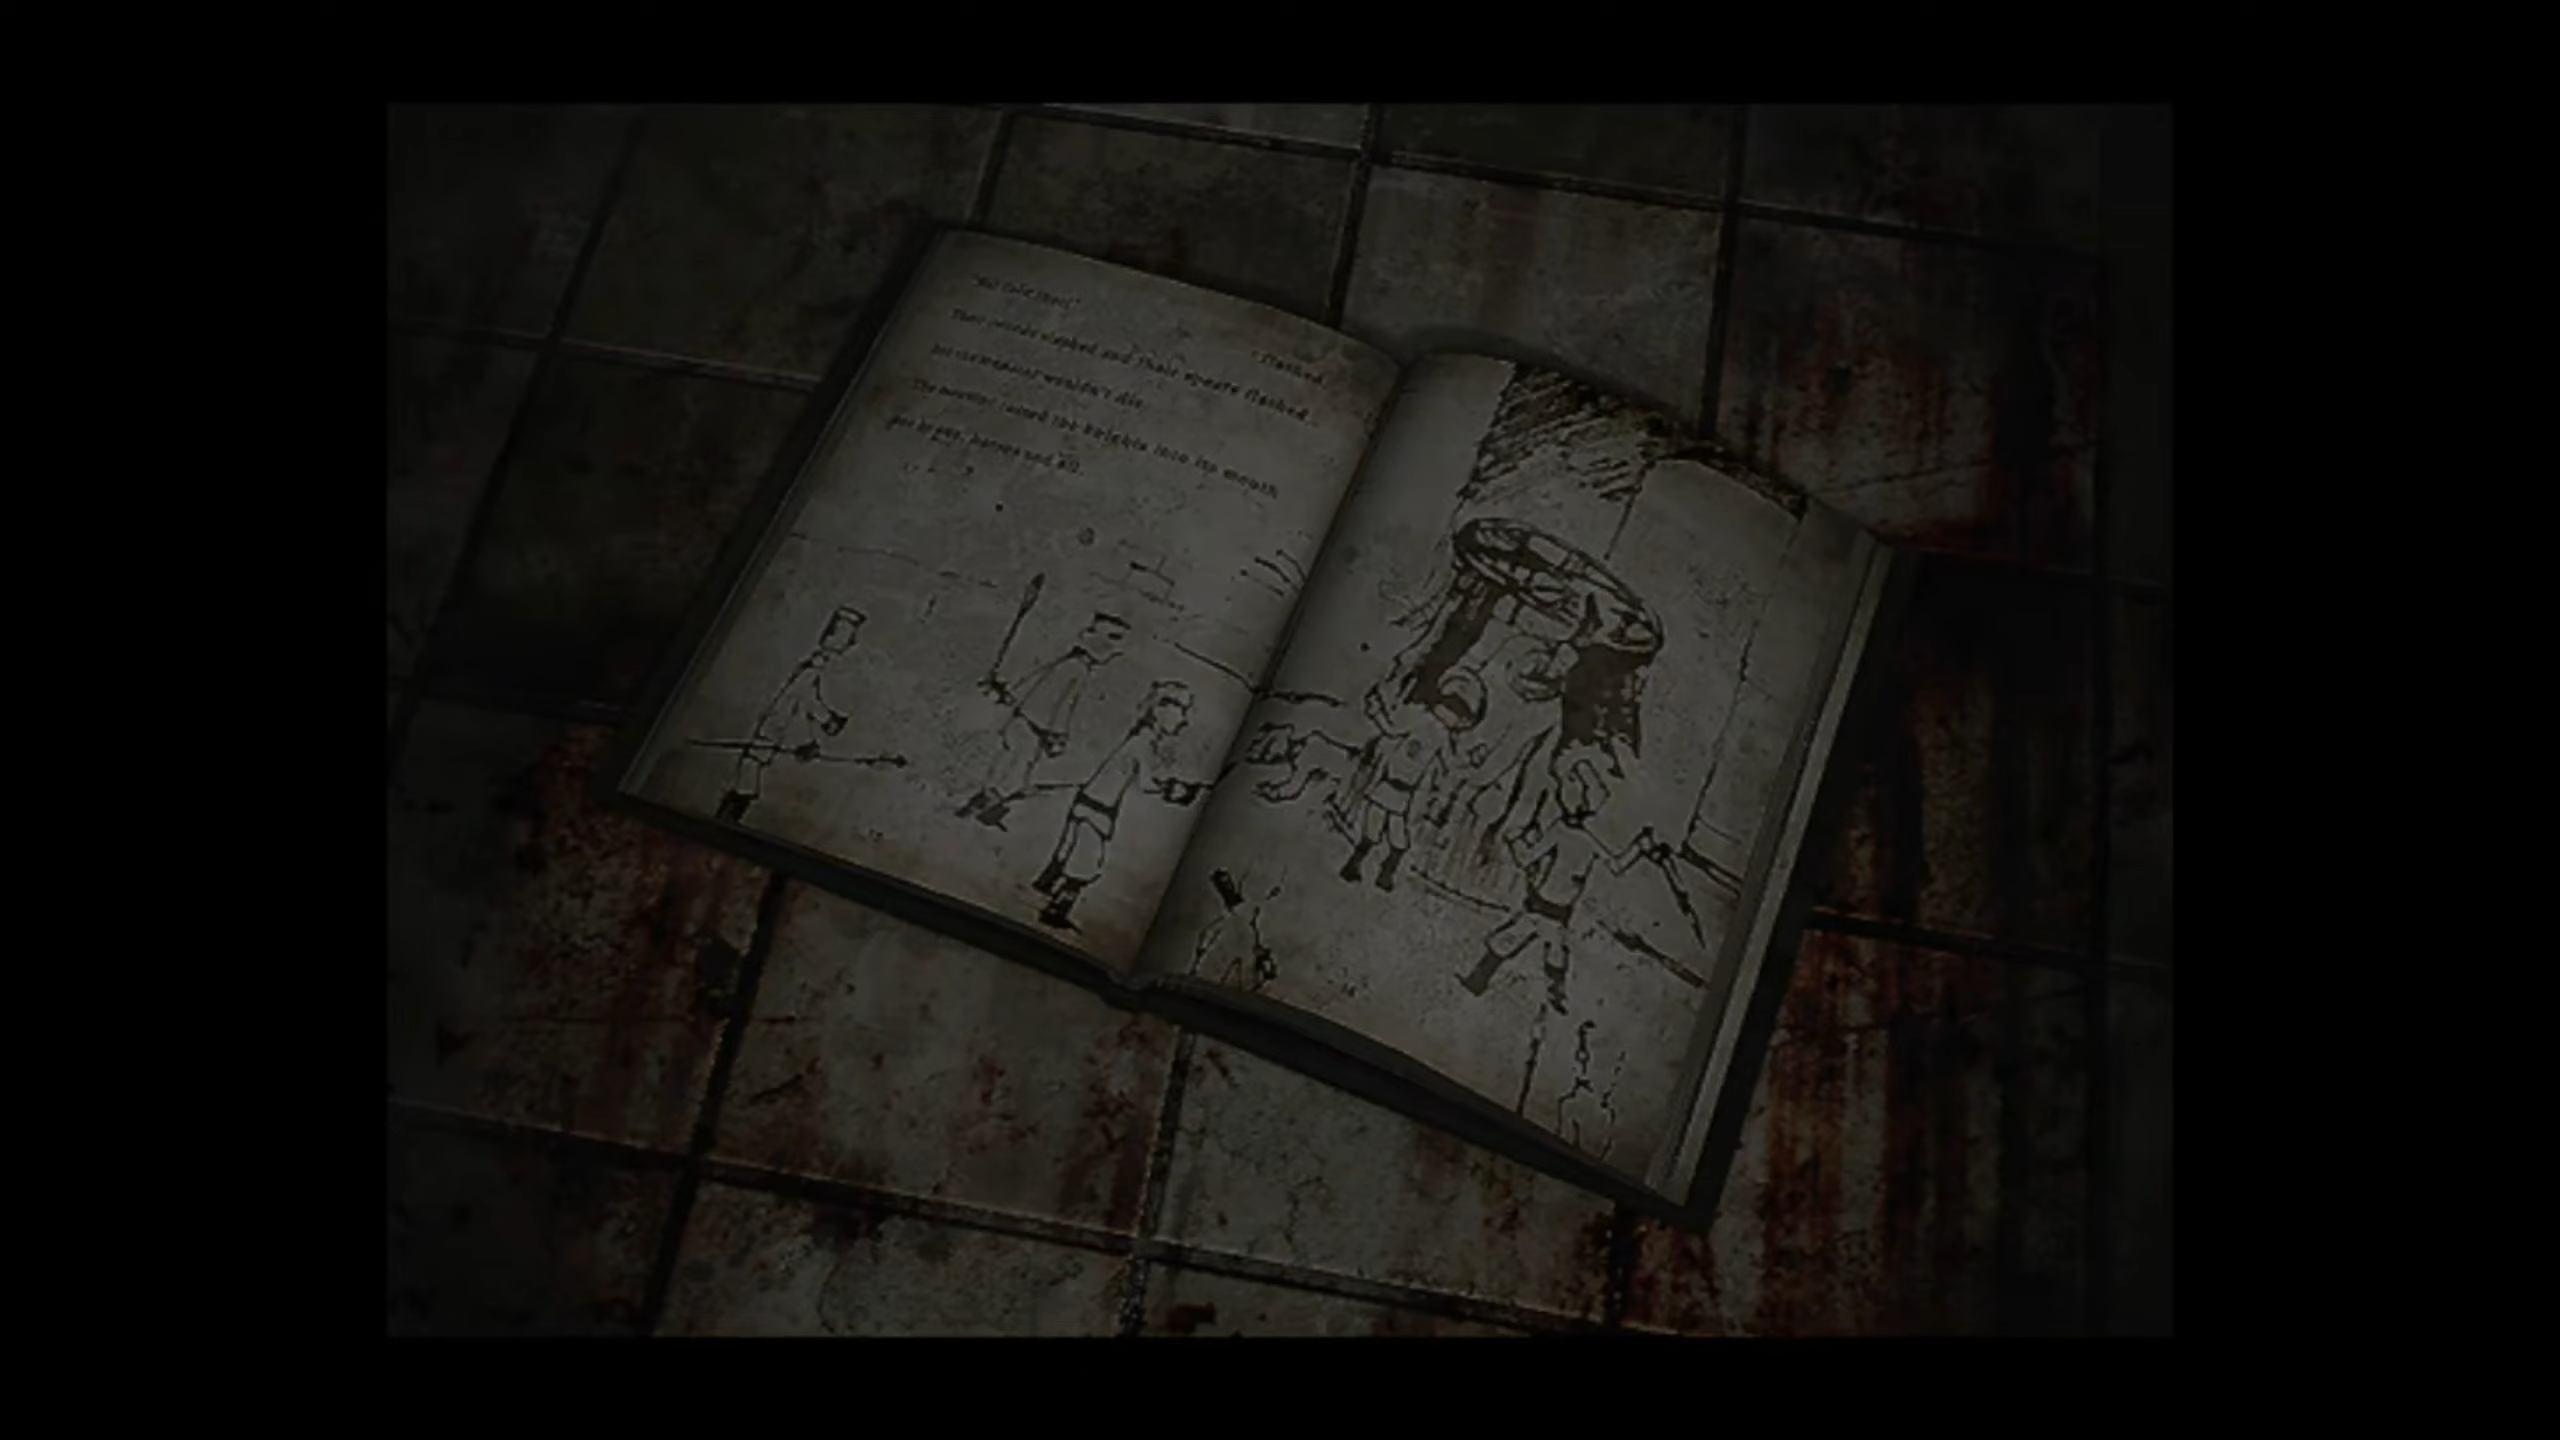 flashed.
Their swords slashed and their spears flashed,
but the monster wouldn't die.
The monster raised the knights into its mouth
one by one, horses and all.